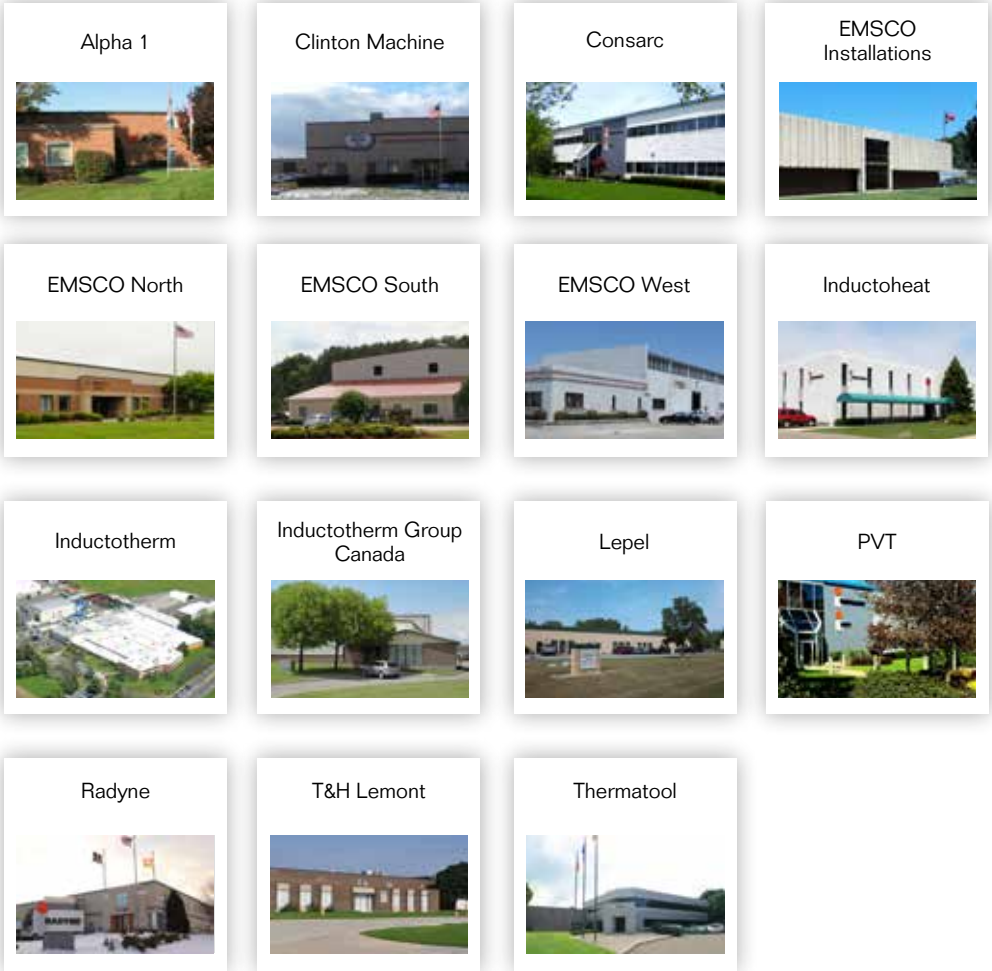 Alpha 1
Clinton Machine
Consarc
EMSCO
Installations
EMSCO North
EMSCO South
EMSCO West
Inductoheat
Inductotherm
Inductotherm Group
Canada
Lepel
PVT
Radyne
T&H Lemont
Thermatool
RADYNE